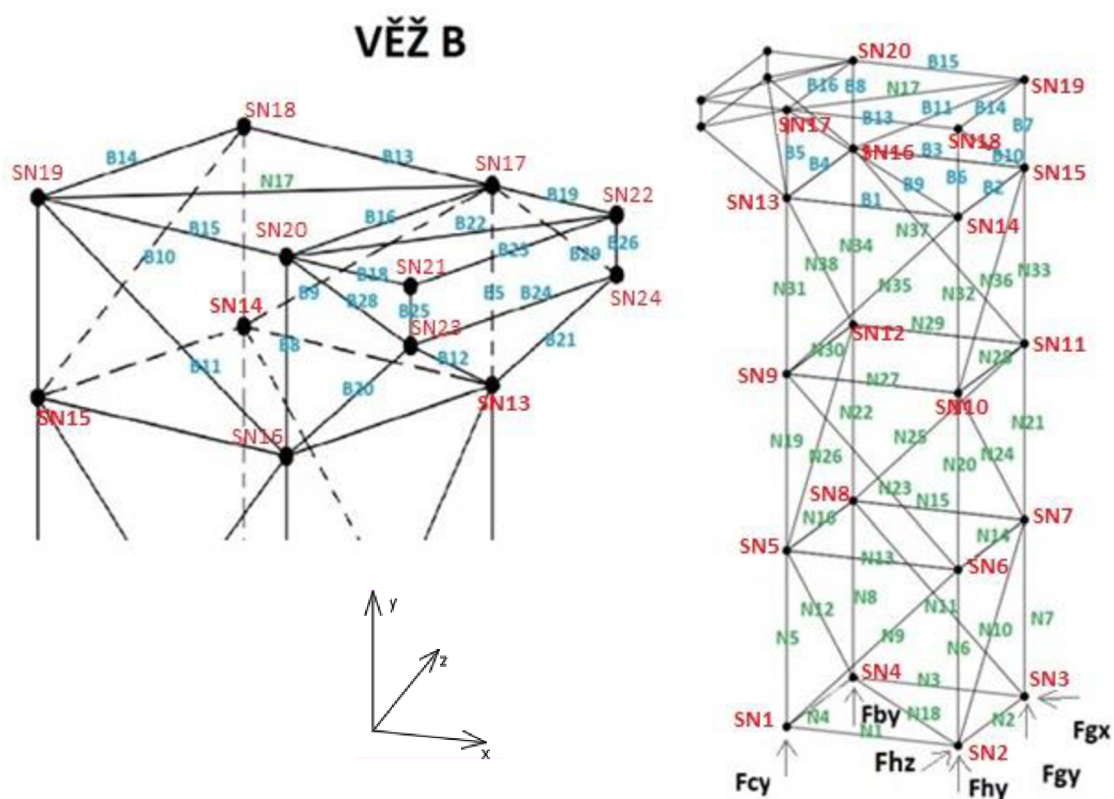 VĚŽ B
SN18
SN19
B14
B13
SN17
N17
B19
SN22
B15
B16
B22
SN20
B23
B26
B10
B18
SN21
B29
SN24
B9
B28
B5
B24
SN14
B25
SN23
B8
B11
B12
B21
B20
SN15
SN13
SN16
y
z
x
SN20
B15
B16
B8
N17
SN19
B11
B14
B13
SN17
SN18
B7
B5
B4
SN16
B3
B10
SN15
B9
B6
B2
SN13
B1
SN14
N34
N37
N38
N33
N31
N35
N32
N36
SN12
N29
N30
N28
SN11
SN9
N27
SN10
N22
N21
N19
N25
N24
N26
N20
SN8
N23
N15
N16
SN7
N14
SN5
N13
SN6
N12
N8
N11
N7
N5
N9
N10
N6
SN4
N3
SN3
SN1
N4
Fby
N18
N2
Fgx
N1
SN2
Fhz
Fcy
Fhy
Fgy